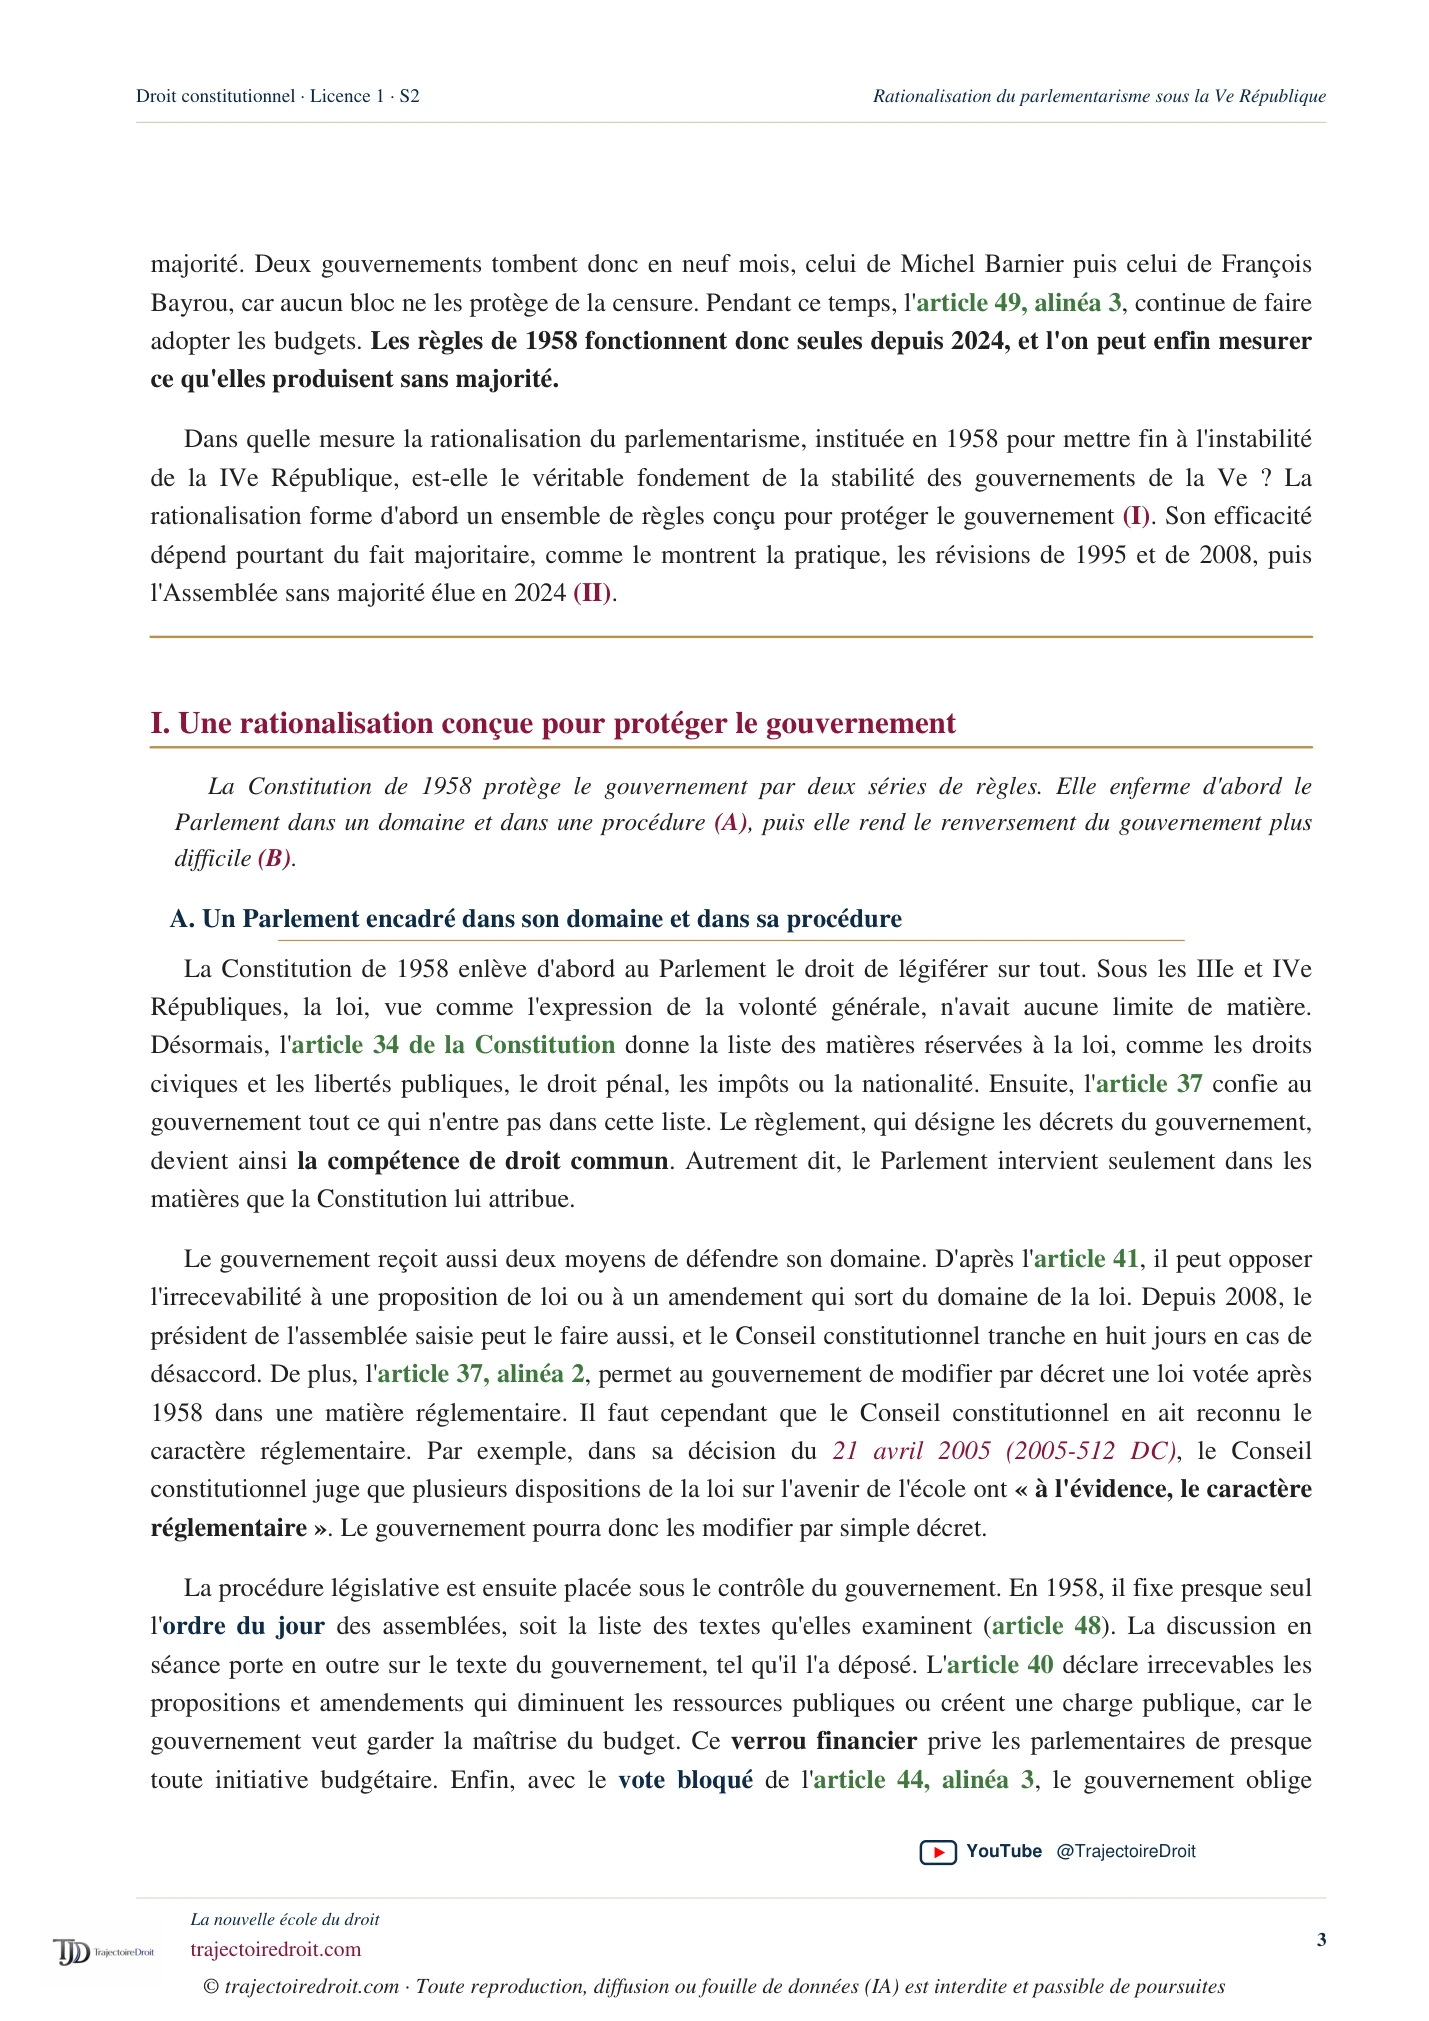 Droit constitutionnel · Licence 1 · S2
Rationalisation du parlementarisme sous la Ve République
majorité. Deux gouvernements tombent donc en neuf mois, celui de Michel Barnier puis celui de François
Bayrou, car aucun bloc ne les protège de la censure. Pendant ce temps, l'article 49, alinéa 3, continue de faire
adopter les budgets. Les règles de 1958 fonctionnent donc seules depuis 2024, et l'on peut enfin mesurer
ce qu'elles produisent sans majorité.
Dans quelle mesure la rationalisation du parlementarisme, instituée en 1958 pour mettre fin à l'instabilité
de la IVe République, est-elle le véritable fondement de la stabilité des gouvernements de la Ve ? La
rationalisation forme d'abord un ensemble de règles conçu pour protéger le gouvernement (I). Son efficacité
dépend pourtant du fait majoritaire, comme le montrent la pratique, les révisions de 1995 et de 2008, puis
l'Assemblée sans majorité élue en 2024 (II).
I. Une rationalisation conçue pour protéger le gouvernement
La Constitution de 1958 protège le gouvernement par deux séries de règles. Elle enferme d'abord le
Parlement dans un domaine et dans une procédure (A), puis elle rend le renversement du gouvernement plus
difficile (B).
A. Un Parlement encadré dans son domaine et dans sa procédure
La Constitution de 1958 enlève d'abord au Parlement le droit de légiférer sur tout. Sous les IIIe et IVe
Républiques, la loi, vue comme l'expression de la volonté générale, n'avait aucune limite de matière.
Désormais, l'article 34 de la Constitution donne la liste des matières réservées à la loi, comme les droits
civiques et les libertés publiques, le droit pénal, les impôts ou la nationalité. Ensuite, l'article 37 confie au
gouvernement tout ce qui n'entre pas dans cette liste. Le règlement, qui désigne les décrets du gouvernement,
devient ainsi la compétence de droit commun. Autrement dit, le Parlement intervient seulement dans les
matières que la Constitution lui attribue.
Le gouvernement reçoit aussi deux moyens de défendre son domaine. D'après l'article 41, il peut opposer
l'irrecevabilité à une proposition de loi ou à un amendement qui sort du domaine de la loi. Depuis 2008, le
président de l'assemblée saisie peut le faire aussi, et le Conseil constitutionnel tranche en huit jours en cas de
désaccord. De plus, l'article 37, alinéa 2, permet au gouvernement de modifier par décret une loi votée après
1958 dans une matière réglementaire. Il faut cependant que le Conseil constitutionnel en ait reconnu le
caractère réglementaire. Par exemple, dans sa décision du 21 avril 2005 (2005-512 DC), le Conseil
constitutionnel juge que plusieurs dispositions de la loi sur l'avenir de l'école ont « à l'évidence, le caractère
réglementaire ». Le gouvernement pourra donc les modifier par simple décret.
La procédure législative est ensuite placée sous le contrôle du gouvernement. En 1958, il fixe presque seul
l'ordre du jour des assemblées, soit la liste des textes qu'elles examinent (article 48). La discussion en
séance porte en outre sur le texte du gouvernement, tel qu'il l'a déposé. L'article 40 déclare irrecevables les
propositions et amendements qui diminuent les ressources publiques ou créent une charge publique, car le
gouvernement veut garder la maîtrise du budget. Ce verrou financier prive les parlementaires de presque
toute initiative budgétaire. Enfin, avec le vote bloqué de l'article 44, alinéa 3, le gouvernement oblige
YouTube @TrajectoireDroit
La nouvelle école du droit
TJD TrajectoireDroit
trajectoiredroit.com
3
© trajectoiredroit.com · Toute reproduction, diffusion ou fouille de données (IA) est interdite et passible de poursuites